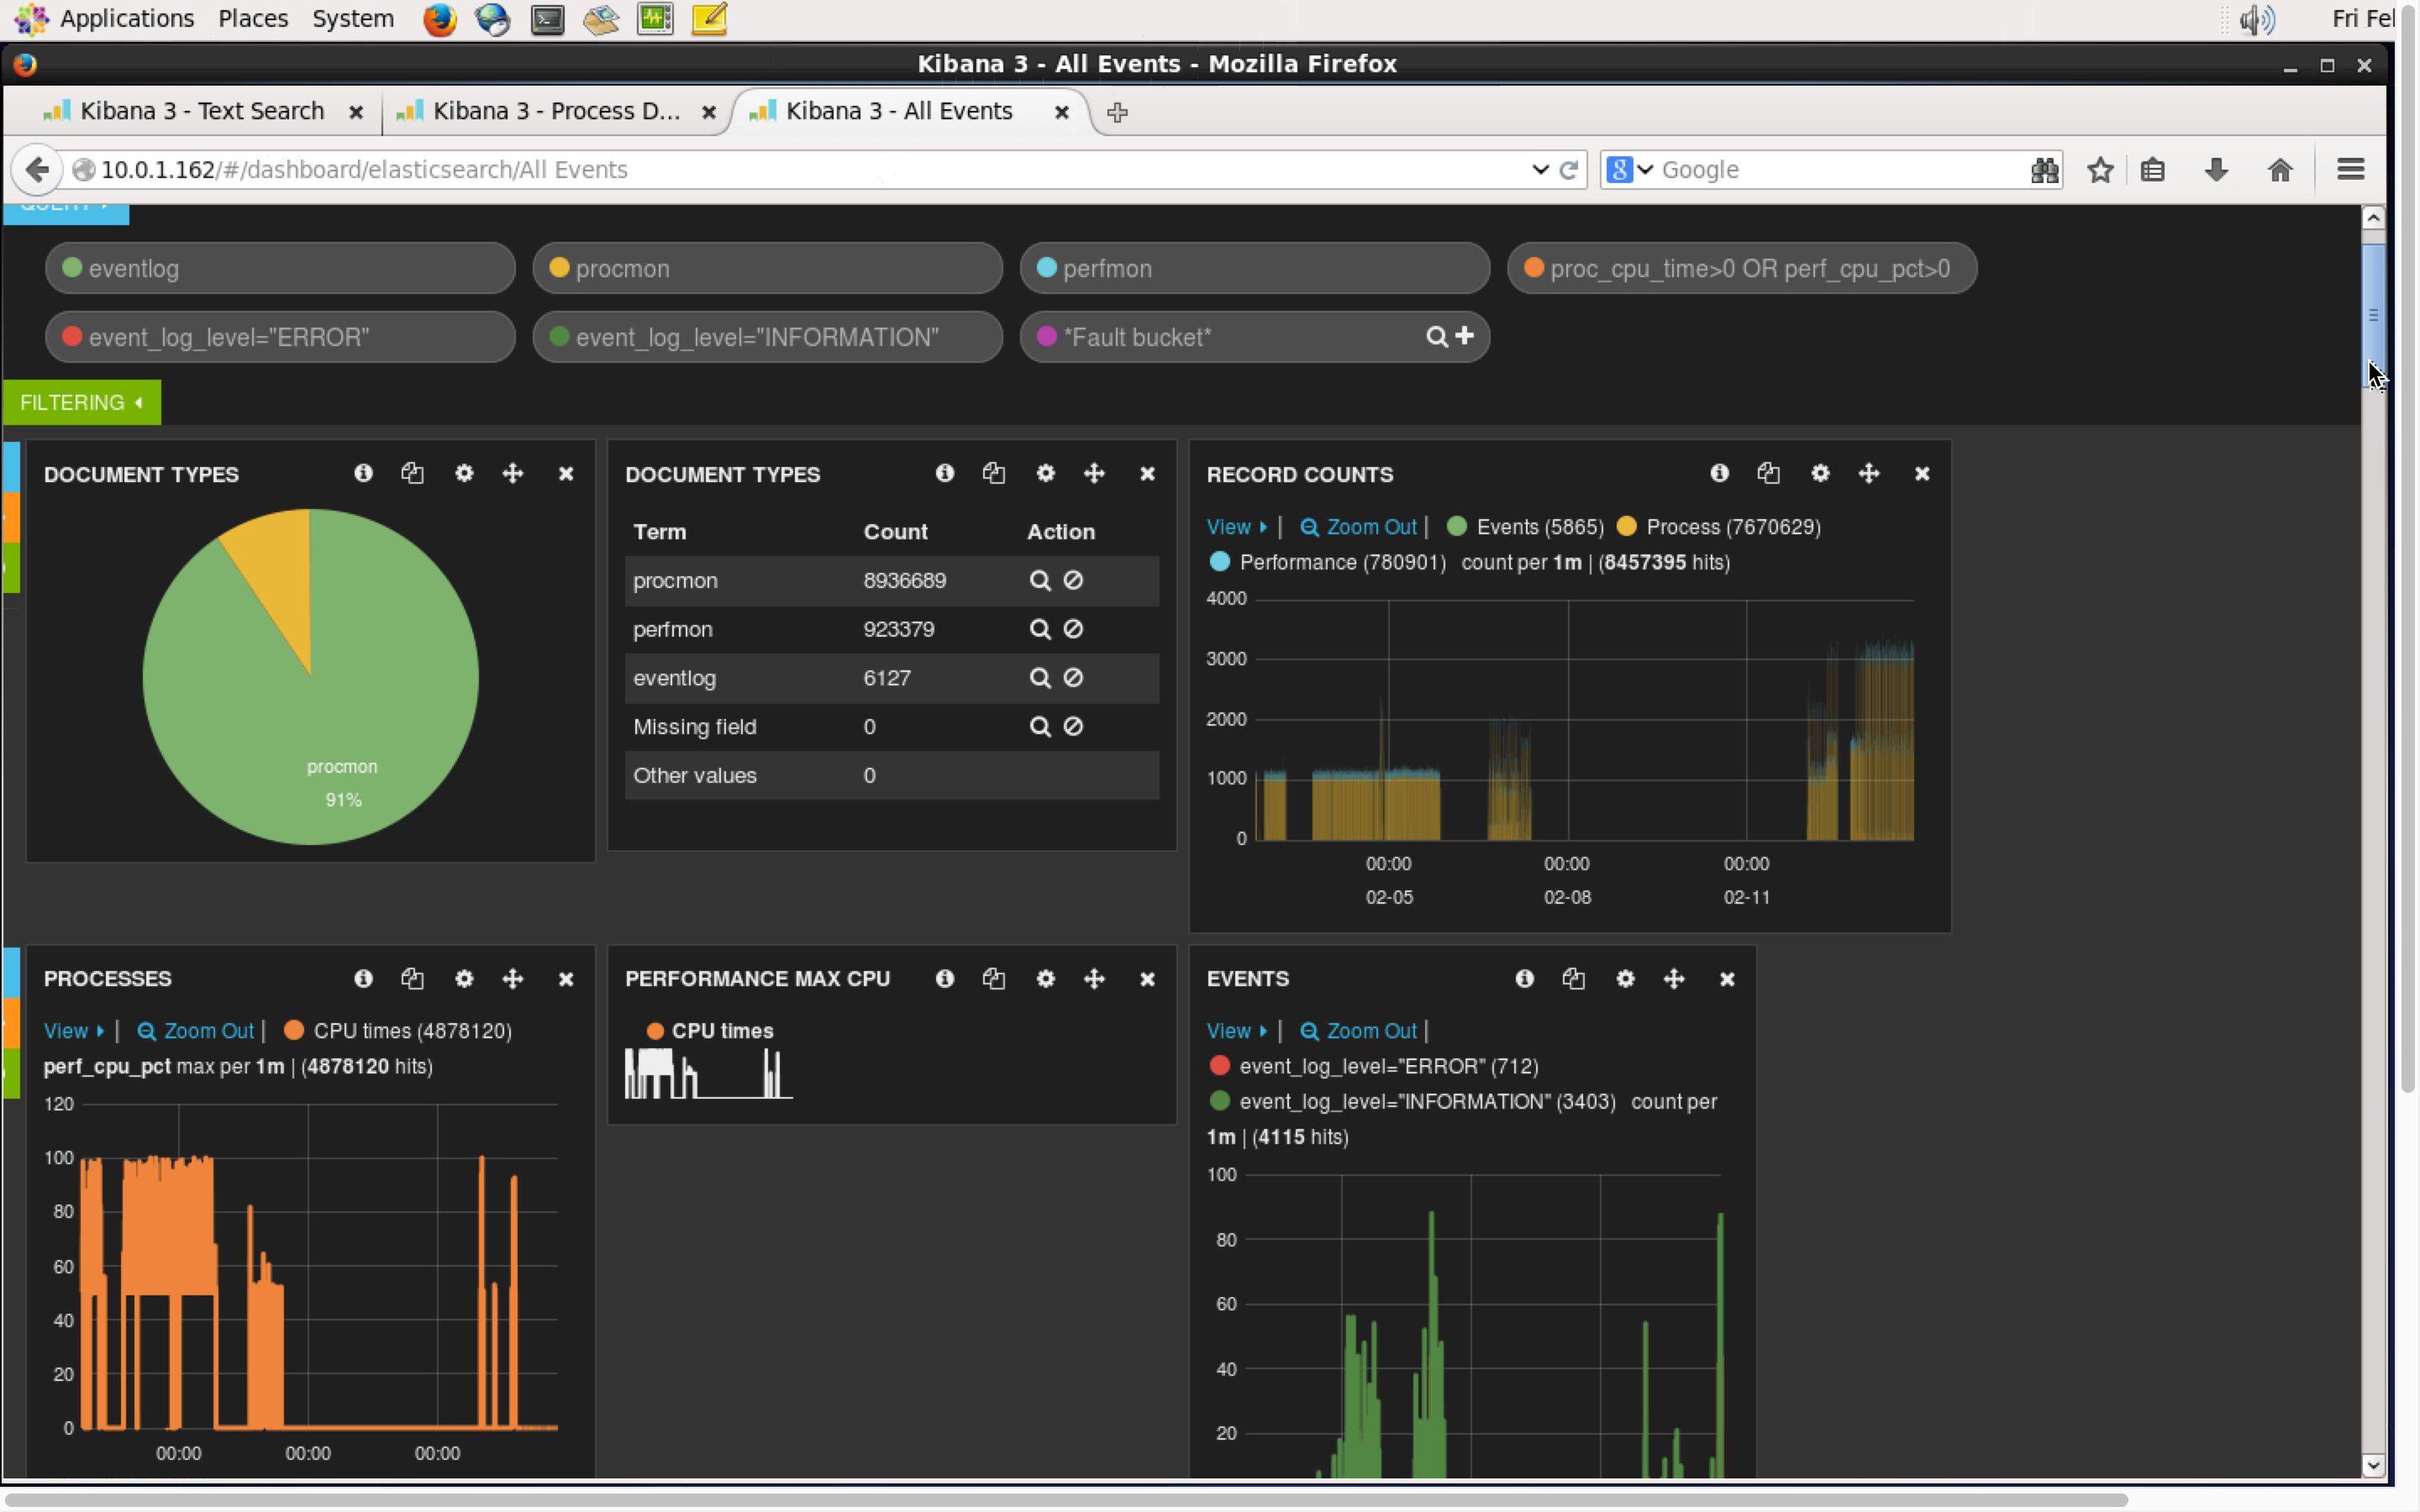 Applications Places System
Fri Fe
Kibana 3 - All Events - Mozilla Firefox
Kibana 3 - Text Search
Kibana 3 - Process D...
Kibana 3 - All Events
10.0.1.162/#/dashboard/elasticsearch/All Events
Google
QUERY
eventlog
procmon
perfmon
proc_cpu_time>0 OR perf_cpu_pct>0
event_log_level="ERROR"
event_log_level="INFORMATION"
*Fault bucket*
FILTERING
DOCUMENT TYPES
procmon
91%
DOCUMENT TYPES
Term Count Action
procmon 8936689
perfmon 923379
eventlog 6127
Missing field 0
Other values 0
RECORD COUNTS
View | Zoom Out | Events (5865) Process (7670629)
Performance (780901) count per 1m | (8457395 hits)
4000
3000
2000
1000
0
00:00 00:00 00:00
02-05 02-08 02-11
PROCESSES
View | Zoom Out | CPU times (4878120)
perf_cpu_pct max per 1m | (4878120 hits)
120
100
80
60
40
20
0
00:00 00:00 00:00
PERFORMANCE MAX CPU
CPU times
EVENTS
View | Zoom Out |
event_log_level="ERROR" (712)
event_log_level="INFORMATION" (3403) count per
1m | (4115 hits)
100
80
60
40
20